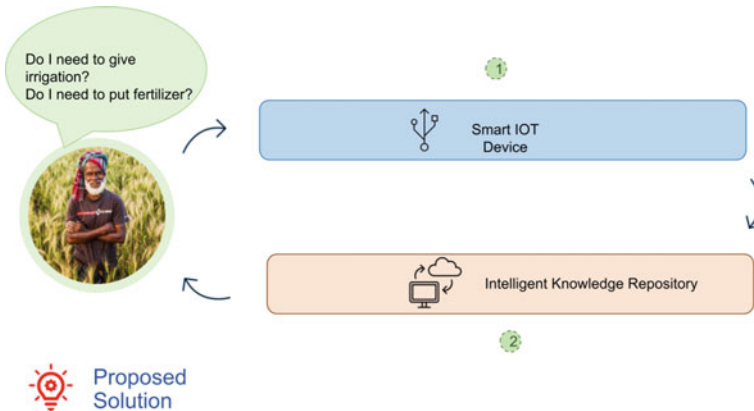 Do I need to give
irrigation?
Do I need to put fertilizer?
1
Smart IOT
Device
Intelligent Knowledge Repository
2
Proposed
Solution